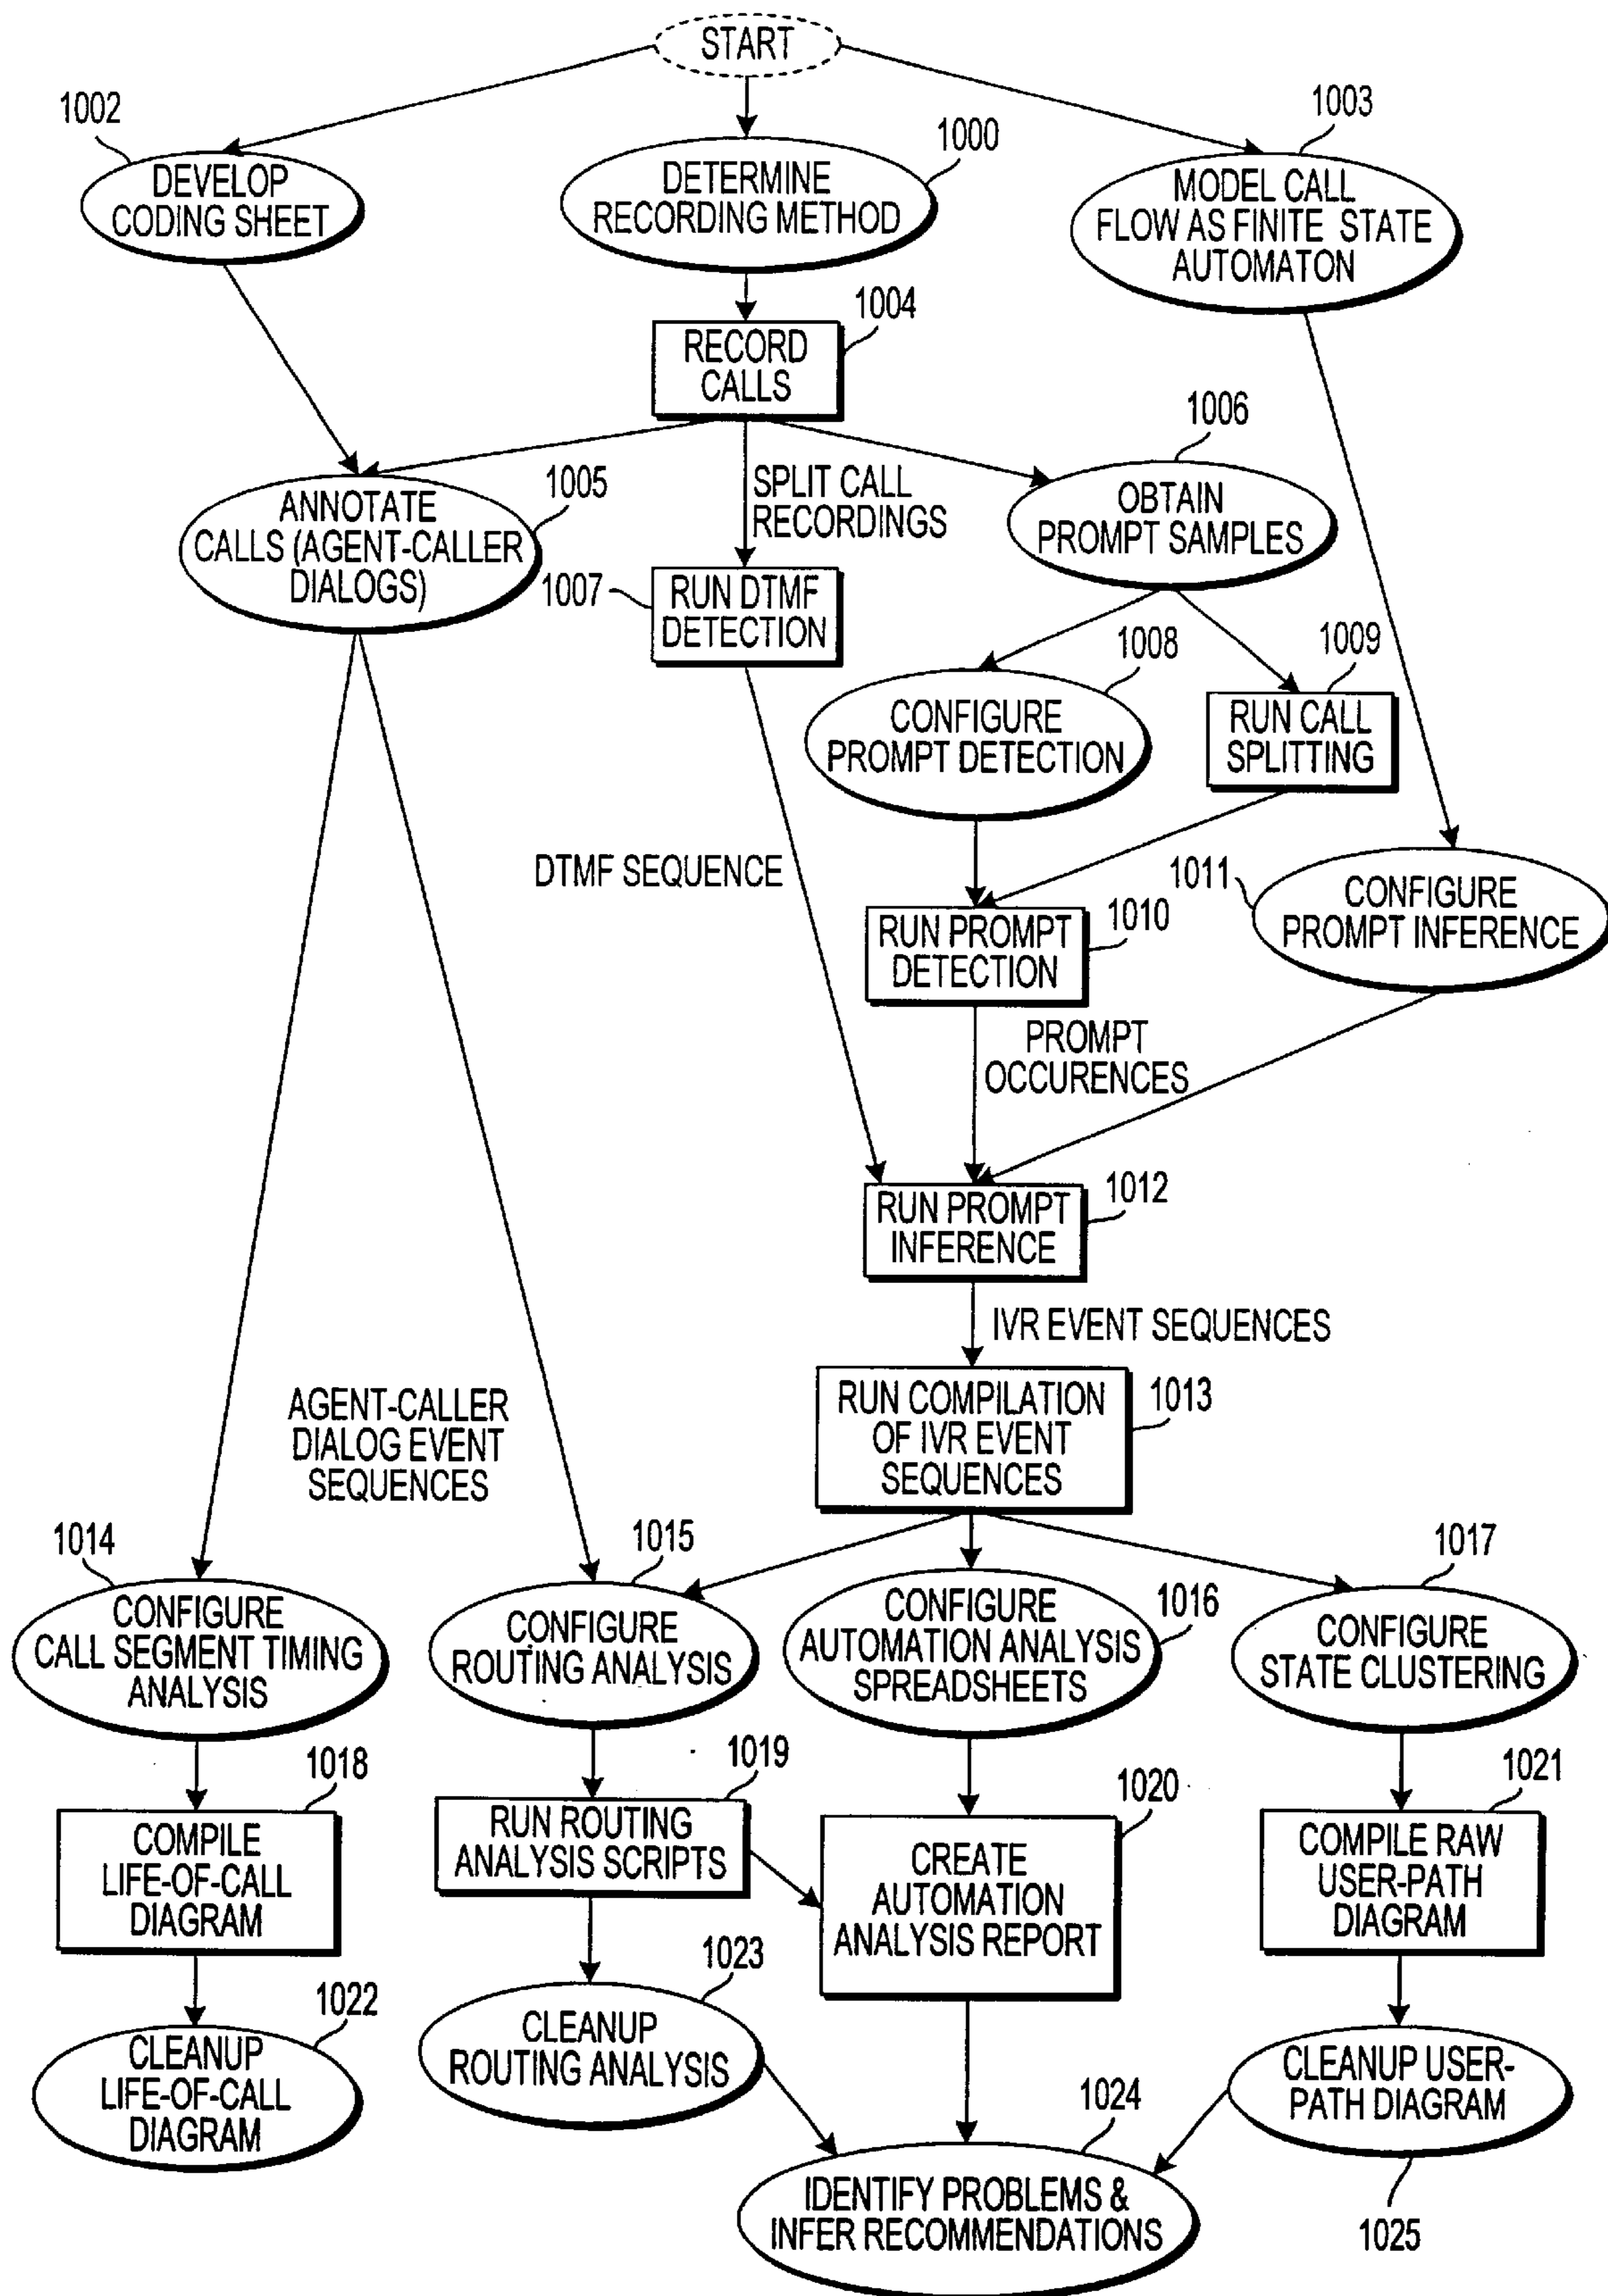 START
1002
1000
1003
DEVELOP
CODING SHEET
DETERMINE
RECORDING METHOD
MODEL CALL
FLOW AS FINITE STATE
AUTOMATON
1004
RECORD
CALLS
1006
1005
ANNOTATE
CALLS (AGENT-CALLER
DIALOGS)
SPLIT CALL
RECORDINGS
OBTAIN
PROMPT SAMPLES
1007
RUN DTMF
DETECTION
1008
1009
CONFIGURE
PROMPT DETECTION
RUN CALL
SPLITTING
DTMF SEQUENCE
1011
CONFIGURE
PROMPT INFERENCE
1010
RUN PROMPT
DETECTION
PROMPT
OCCURENCES
1012
RUN PROMPT
INFERENCE
IVR EVENT SEQUENCES
1013
RUN COMPILATION
OF IVR EVENT
SEQUENCES
AGENT-CALLER
DIALOG EVENT
SEQUENCES
1014
1015
1016
1017
CONFIGURE
CALL SEGMENT TIMING
ANALYSIS
CONFIGURE
ROUTING ANALYSIS
CONFIGURE
AUTOMATION ANALYSIS
SPREADSHEETS
CONFIGURE
STATE CLUSTERING
1018
1019
1020
1021
COMPILE
LIFE-OF-CALL
DIAGRAM
RUN ROUTING
ANALYSIS SCRIPTS
CREATE
AUTOMATION
ANALYSIS REPORT
COMPILE RAW
USER-PATH
DIAGRAM
1022
1023
CLEANUP
LIFE-OF-CALL
DIAGRAM
CLEANUP
ROUTING ANALYSIS
CLEANUP USER-
PATH DIAGRAM
1024
1025
IDENTIFY PROBLEMS &
INFER RECOMMENDATIONS